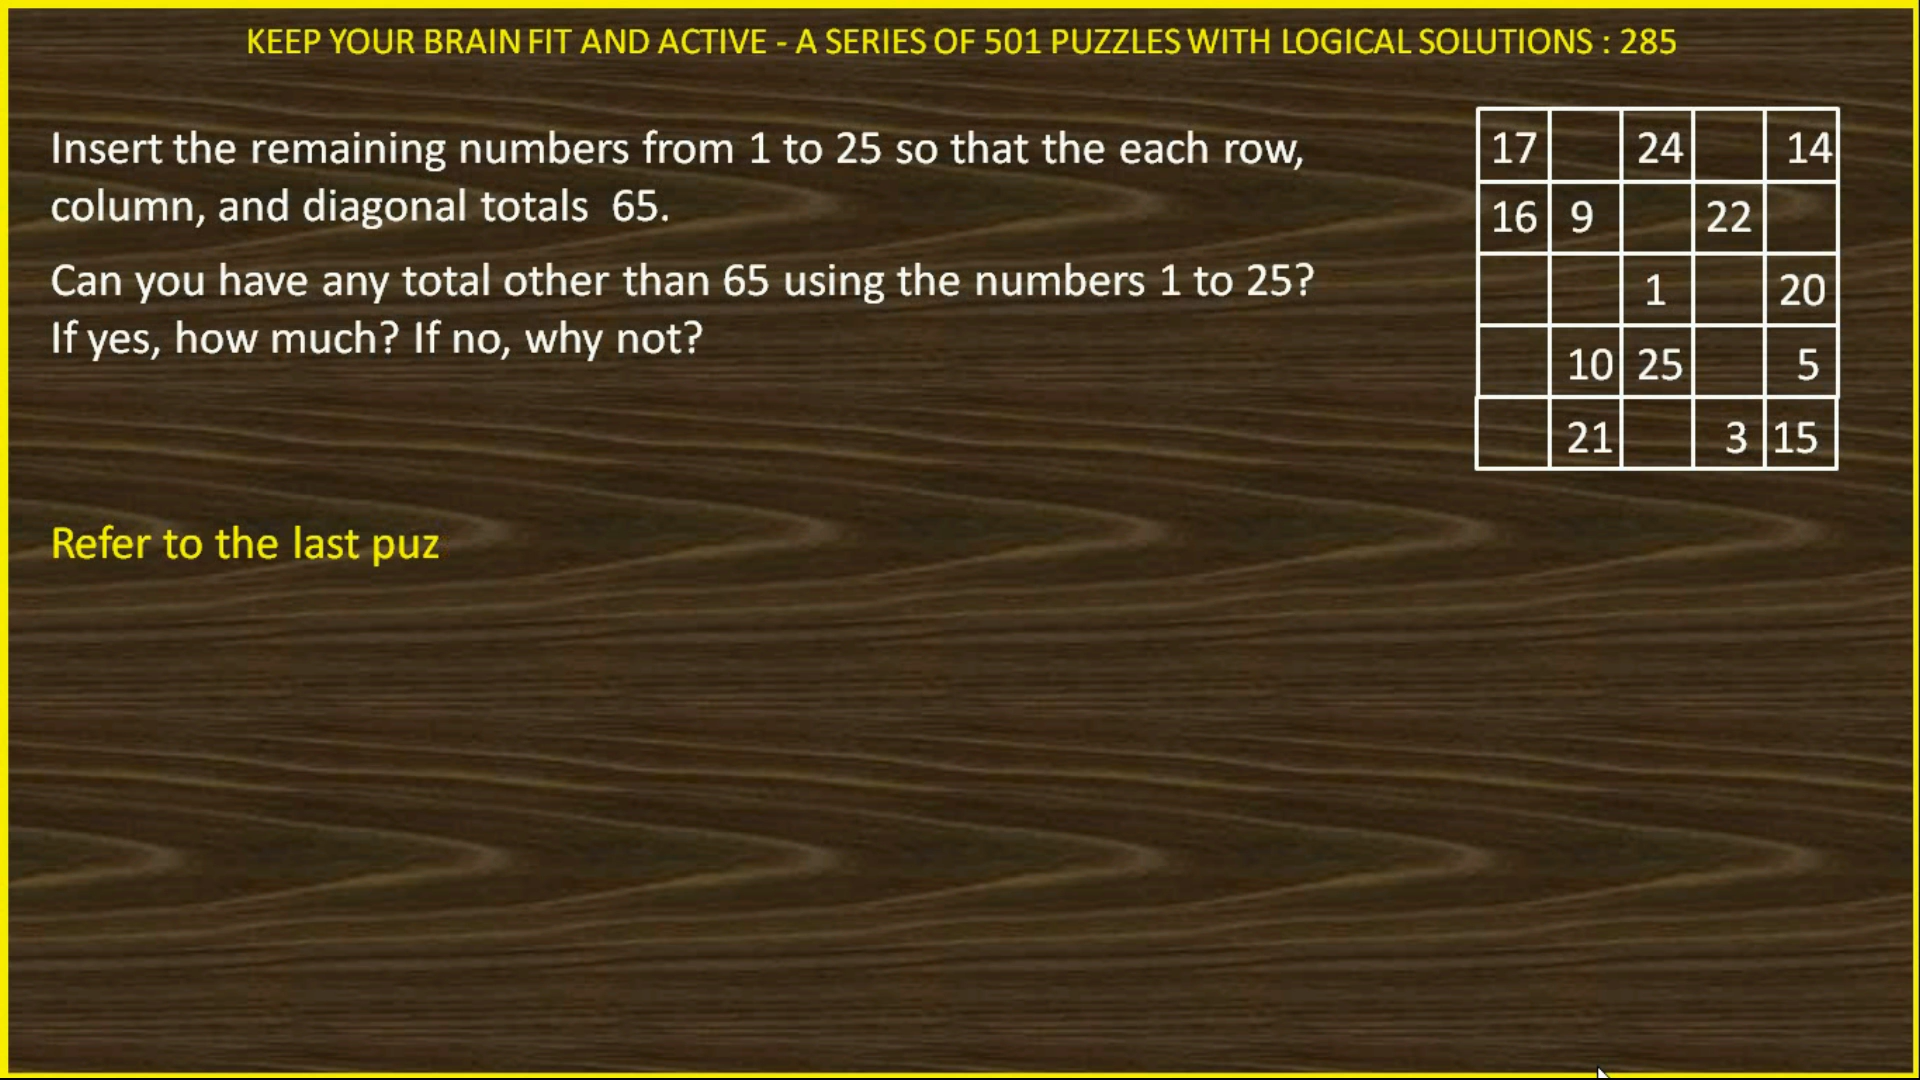 KEEP YOUR BRAIN FIT AND ACTIVE - A SERIES OF 501 PUZZLES WITH LOGICAL SOLUTIONS : 285
Insert the remaining numbers from 1 to 25 so that the each row,
column, and diagonal totals 65.
Can you have any total other than 65 using the numbers 1 to 25?
If yes, how much? If no, why not?
17 24 14
16 9 22
1 20
10 25 5
21 3 15
Refer to the last puz